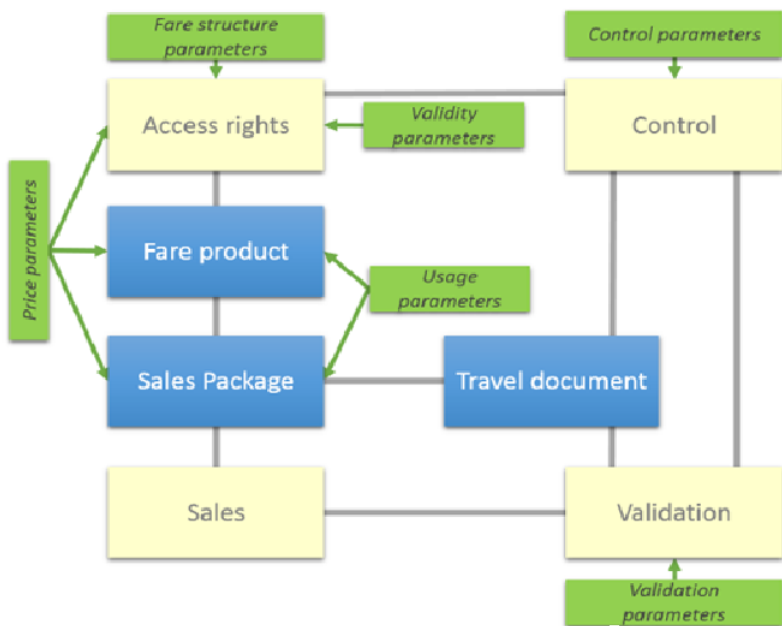 Fare structure
parameters
Control parameters
Access rights
Validity
parameters
Control
Price parameters
Fare product
Usage
parameters
Sales Package
Travel document
Sales
Validation
Validation
parameters